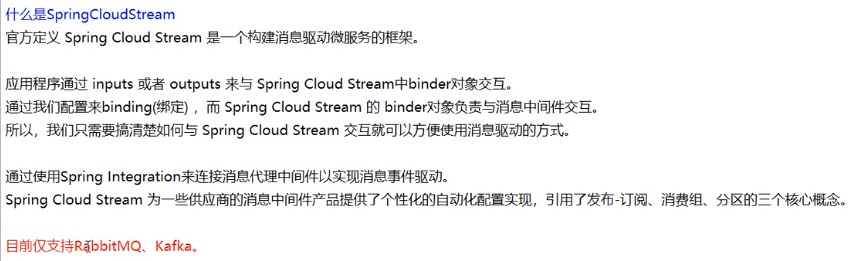 什么是SpringCloudStream
官方定义 Spring Cloud Stream 是一个构建消息驱动微服务的框架。
应用程序通过 inputs 或者 outputs 来与 Spring Cloud Stream中binder对象交互。
通过我们配置来binding(绑定) ，而 Spring Cloud Stream 的 binder对象负责与消息中间件交互。
所以，我们只需要搞清楚如何与 Spring Cloud Stream 交互就可以方便使用消息驱动的方式。
通过使用Spring Integration来连接消息代理中间件以实现消息事件驱动。
Spring Cloud Stream 为一些供应商的消息中间件产品提供了个性化的自动化配置实现，引用了发布-订阅、消费组、分区的三个核心概念。
目前仅支持RabbitMQ、Kafka。